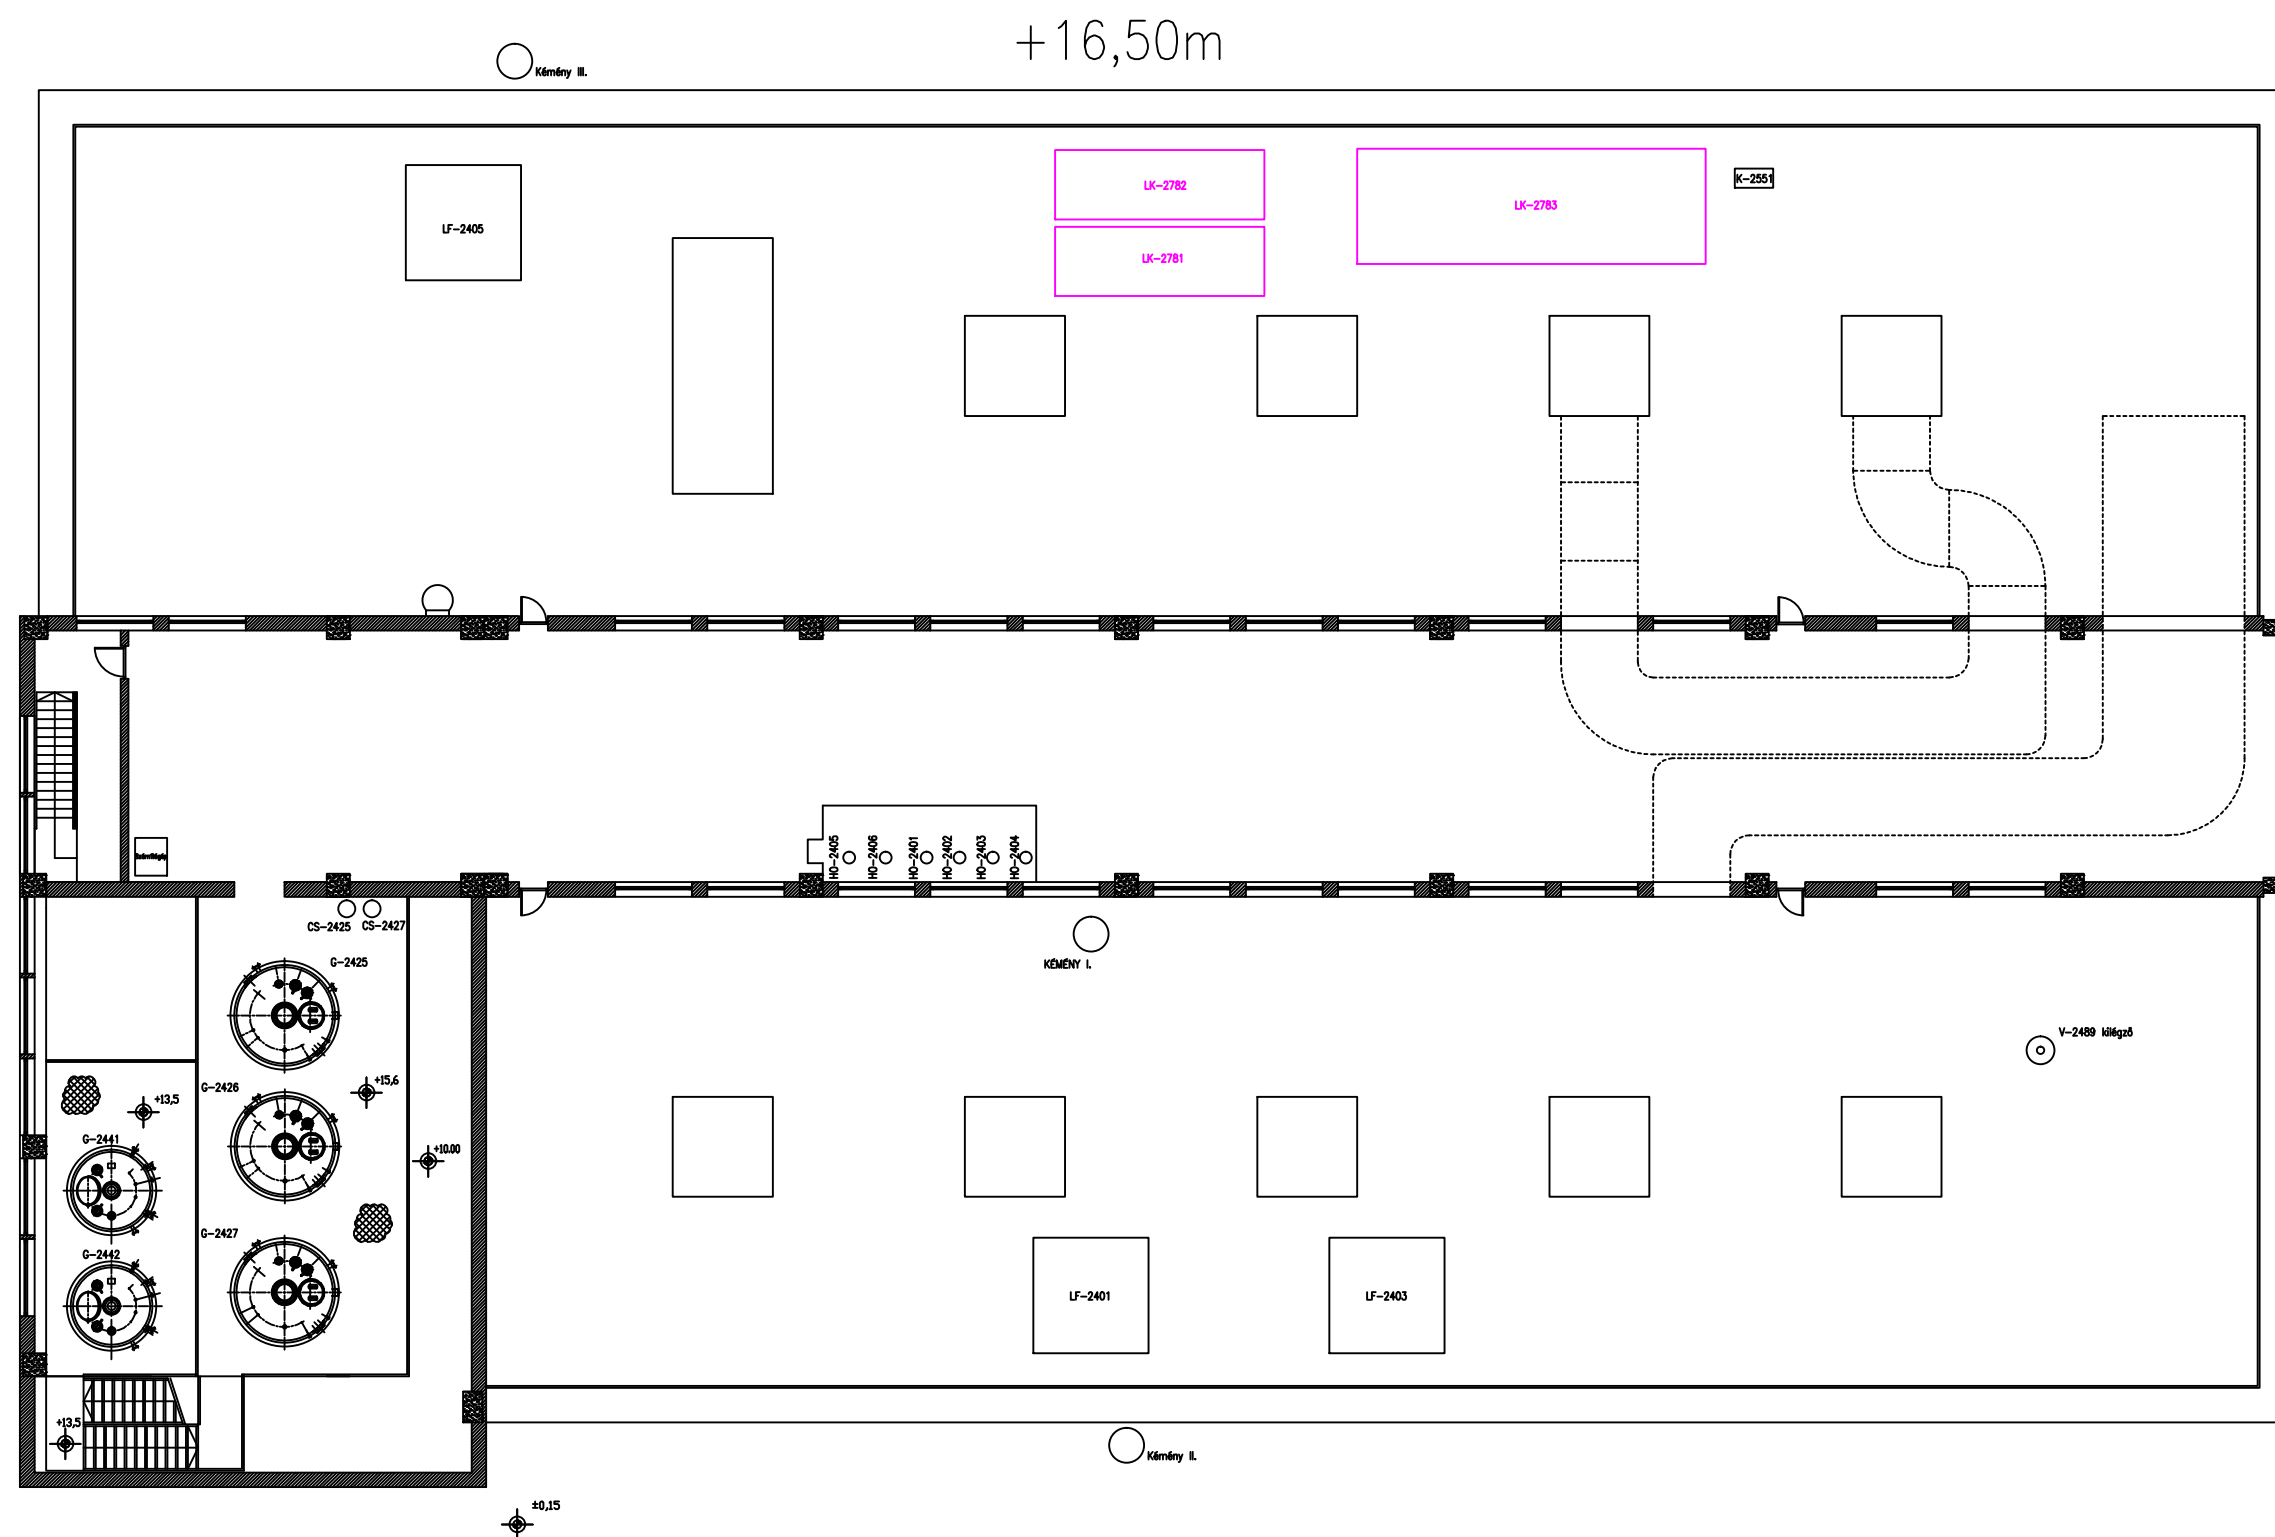 +16,50m
Kémény III.
LK-2782
K-2551
LK-2783
LF-2405
LK-2781
HO-2405
HO-2406
HO-2401
HO-2402
HO-2403
HO-2404
CS-2425
CS-2427
KÉMÉNY I.
G-2425
V-2489 kilégző
G-2426
+15,6
+13,5
G-2441
+10.00
G-2427
G-2442
LF-2401
LF-2403
+13,5
Kémény II.
±0,15